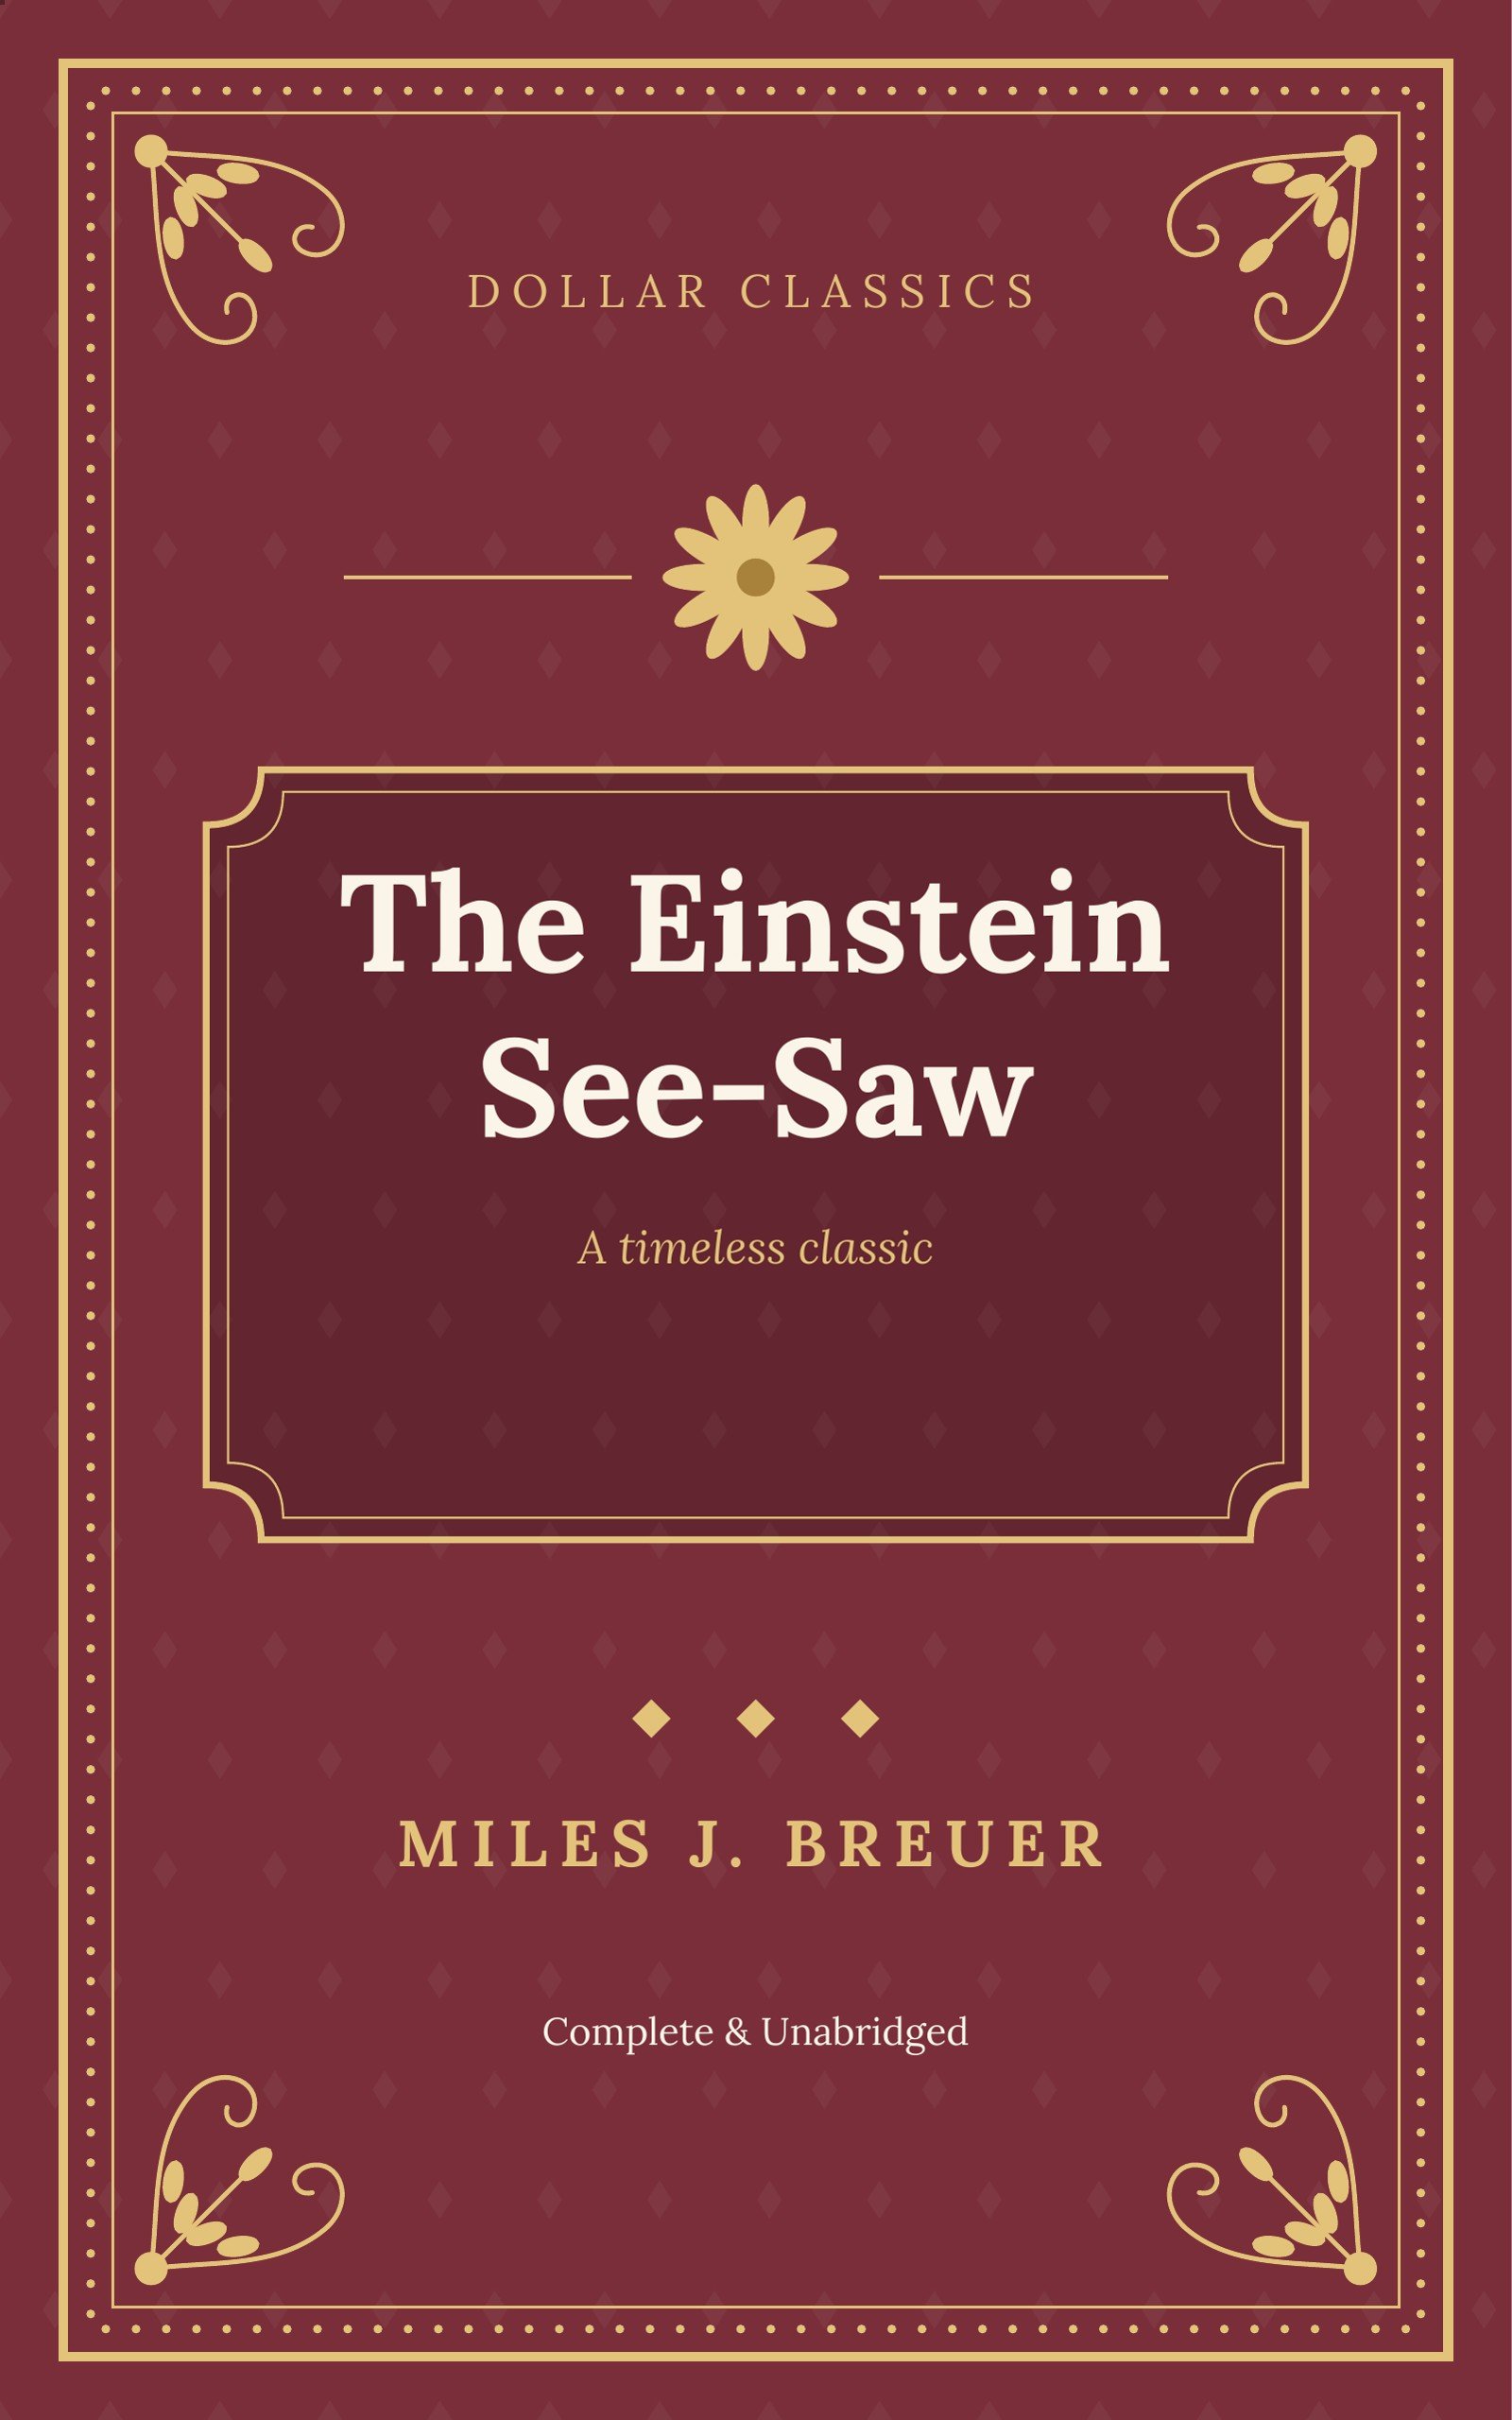 DOLLAR CLASSICS
The Einstein
See-Saw
A timeless classic
MILES J. BREUER
Complete & Unabridged